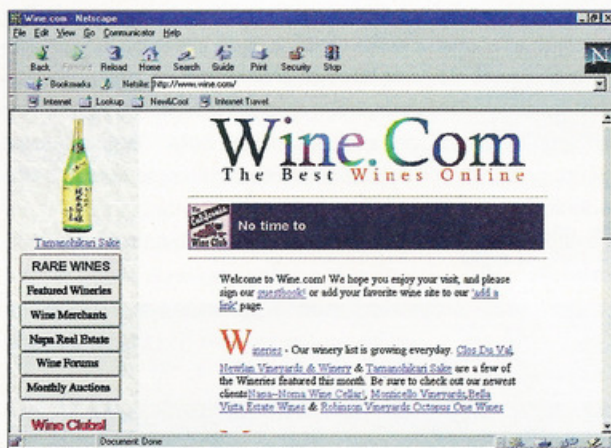 Wine.com - Netscape
File Edit View Go Communicator Help
Back Forward Reload Home Search Guide Print Security Stop
N
Bookmarks Netsite: http://www.wine.com/
Internet Lookup New&Cool Internet Travel
Wine.Com
The Best Wines Online
The California Wine Club
No time to
Tamanohikari Sake
RARE WINES
Featured Wineries
Wine Merchants
Napa Real Estate
Wine Forums
Monthly Auctions
Wine Clubs!
Welcome to Wine.com! We hope you enjoy your visit, and please
sign our guestbook! or add your favorite wine site to our 'add a
link' page.
Wineries - Our winery list is growing everyday. Clos Du Val,
Newlan Vineyards & Winery & Tamanohikari Sake are a few of
the Wineries featured this month. Be sure to check out our newest
clients Napa-Noma Wine Cellar, Monticello Vineyards, Bella
Vista Estate Wines & Robinson Vineyards Octopus One Wines
Document: Done